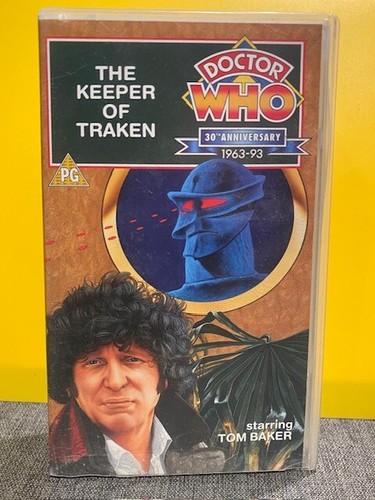 THE
KEEPER
OF
TRAKEN
DOCTOR
WHO
30TH ANNIVERSARY
1963-93
PG
starring
TOM BAKER